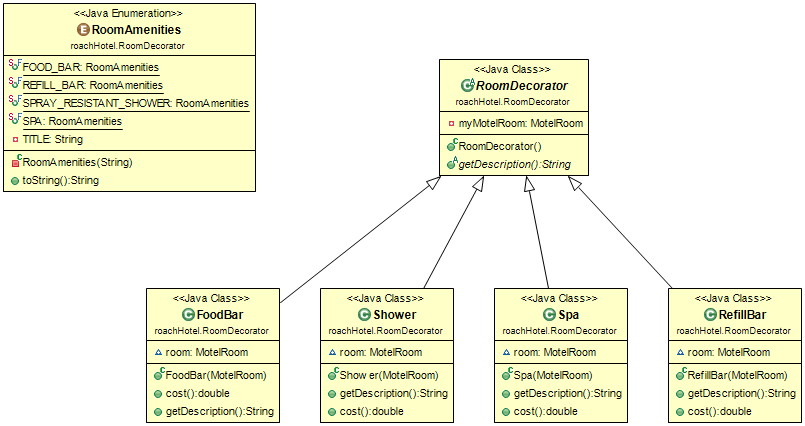 <<Java Enumeration>>
RoomAmenities
roachHotel.RoomDecorator
FOOD_BAR: RoomAmenities
REFILL_BAR: RoomAmenities
SPRAY_RESISTANT_SHOWER: RoomAmenities
SPA: RoomAmenities
TITLE: String
RoomAmenities(String)
toString():String
<<Java Class>>
RoomDecorator
roachHotel.RoomDecorator
myMotelRoom: MotelRoom
RoomDecorator()
getDescription():String
<<Java Class>>
FoodBar
roachHotel.RoomDecorator
room: MotelRoom
FoodBar(MotelRoom)
cost():double
getDescription():String
<<Java Class>>
Shower
roachHotel.RoomDecorator
room: MotelRoom
Shower(MotelRoom)
getDescription():String
cost():double
<<Java Class>>
Spa
roachHotel.RoomDecorator
room: MotelRoom
Spa(MotelRoom)
getDescription():String
cost():double
<<Java Class>>
RefillBar
roachHotel.RoomDecorator
room: MotelRoom
RefillBar(MotelRoom)
getDescription():String
cost():double